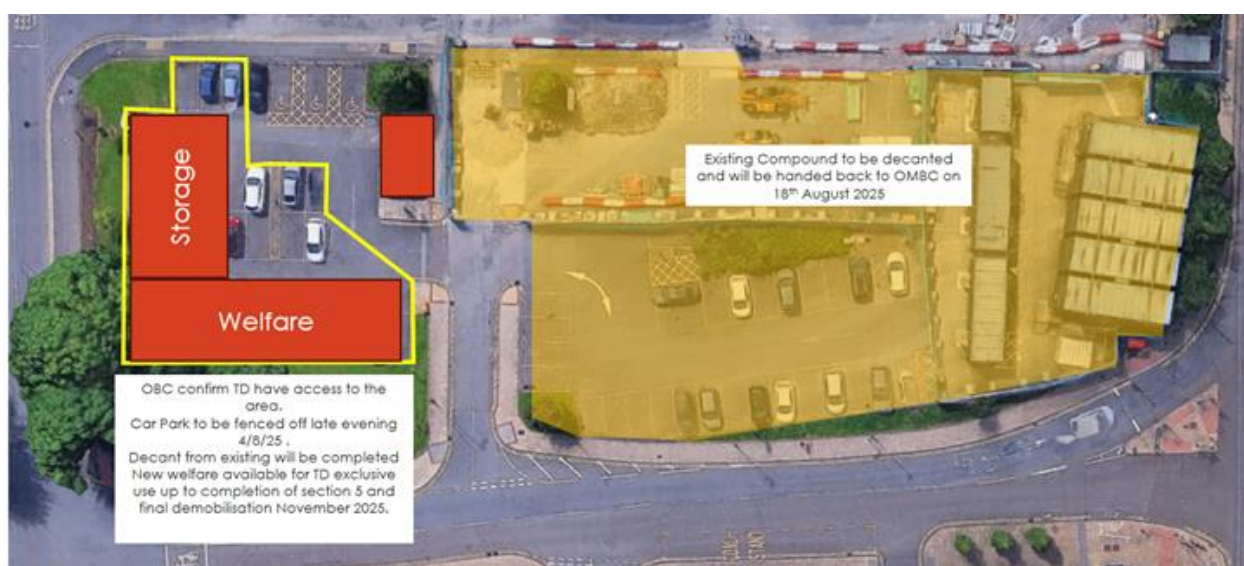 Storage
Existing Compound to be decanted
and will be handed back to OMBC on
18th August 2025
Welfare
OBC confirm TD have access to the
area.
Car Park to be fenced off late evening
4/8/25 .
Decant from existing will be completed
New welfare available for TD exclusive
use up to completion of section 5 and
final demobilisation November 2025.
STAND